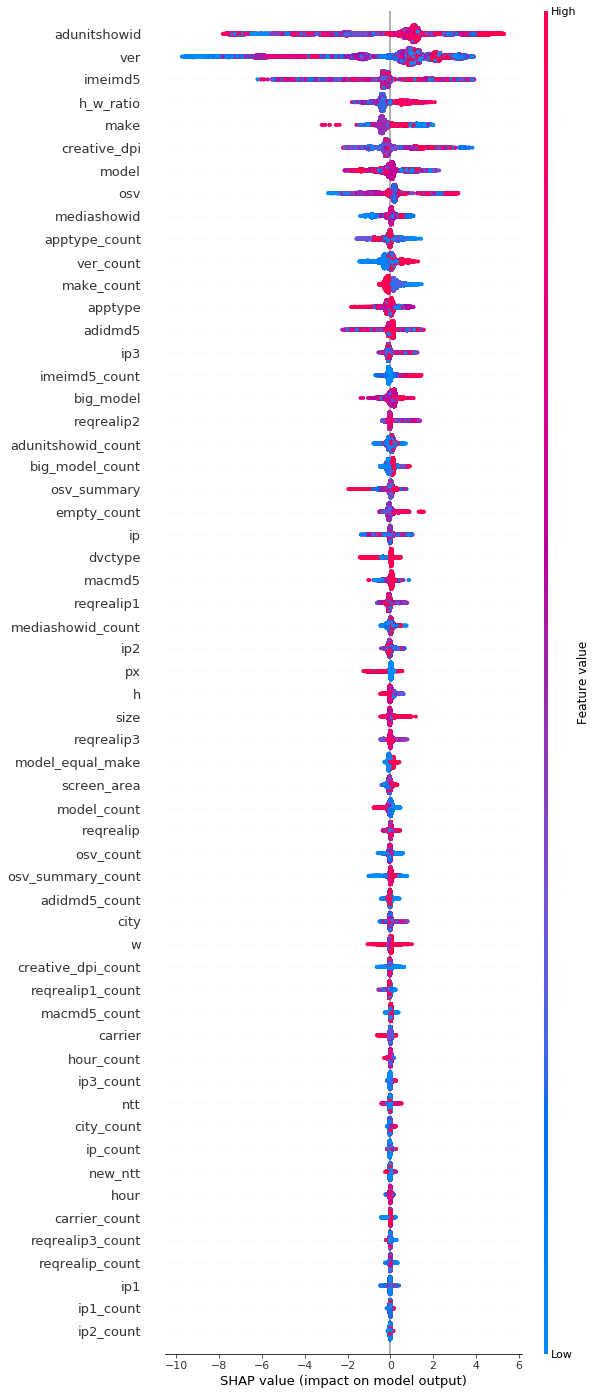 High
adunitshowid
ver
imeimd5
h_w_ratio
make
creative_dpi
model
osv
mediashowid
apptype_count
ver_count
make_count
apptype
adidmd5
ip3
imeimd5_count
big_model
reqrealip2
adunitshowid_count
big_model_count
osv_summary
empty_count
ip
dvctype
macmd5
reqrealip1
mediashowid_count
ip2
px
h
size
reqrealip3
model_equal_make
screen_area
model_count
reqrealip
osv_count
osv_summary_count
adidmd5_count
city
w
creative_dpi_count
reqrealip1_count
macmd5_count
carrier
hour_count
ip3_count
ntt
city_count
ip_count
new_ntt
hour
carrier_count
reqrealip3_count
reqrealip_count
ip1
ip1_count
ip2_count
Feature value
Low
−10 −8 −6 −4 −2 0 2 4 6
SHAP value (impact on model output)